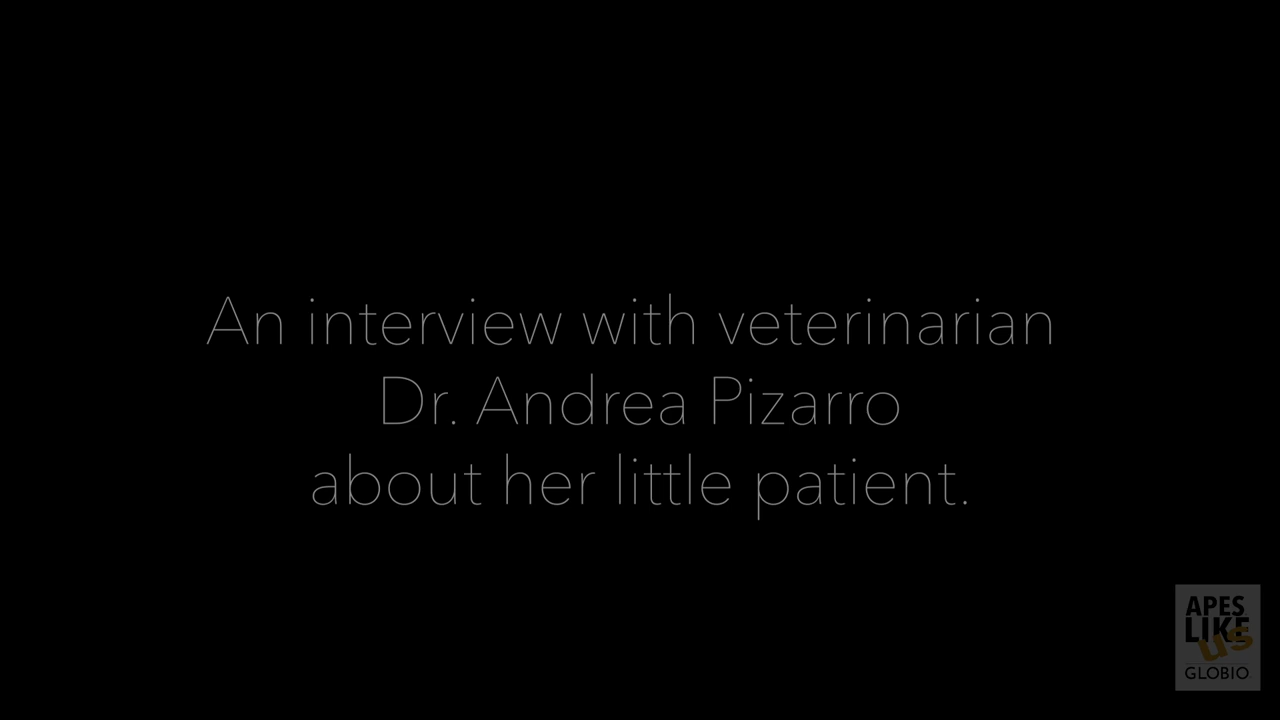 An interview with veterinarian
Dr. Andrea Pizarro
about her little patient.
APES
LIKE
us
GLOBIO